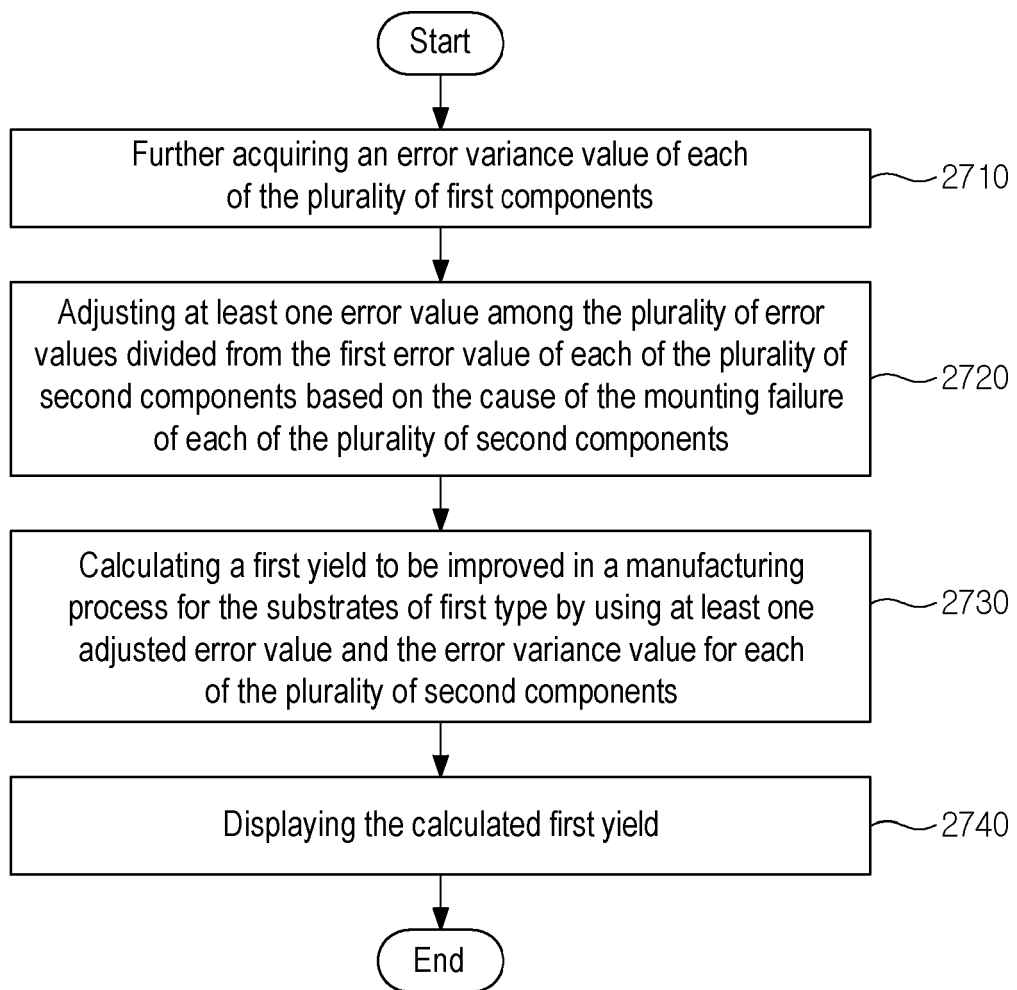 Start
Further acquiring an error variance value of each
of the plurality of first components
2710
Adjusting at least one error value among the plurality of error
values divided from the first error value of each of the plurality of
second components based on the cause of the mounting failure
of each of the plurality of second components
2720
Calculating a first yield to be improved in a manufacturing
process for the substrates of first type by using at least one
adjusted error value and the error variance value for each
of the plurality of second components
2730
Displaying the calculated first yield
2740
End